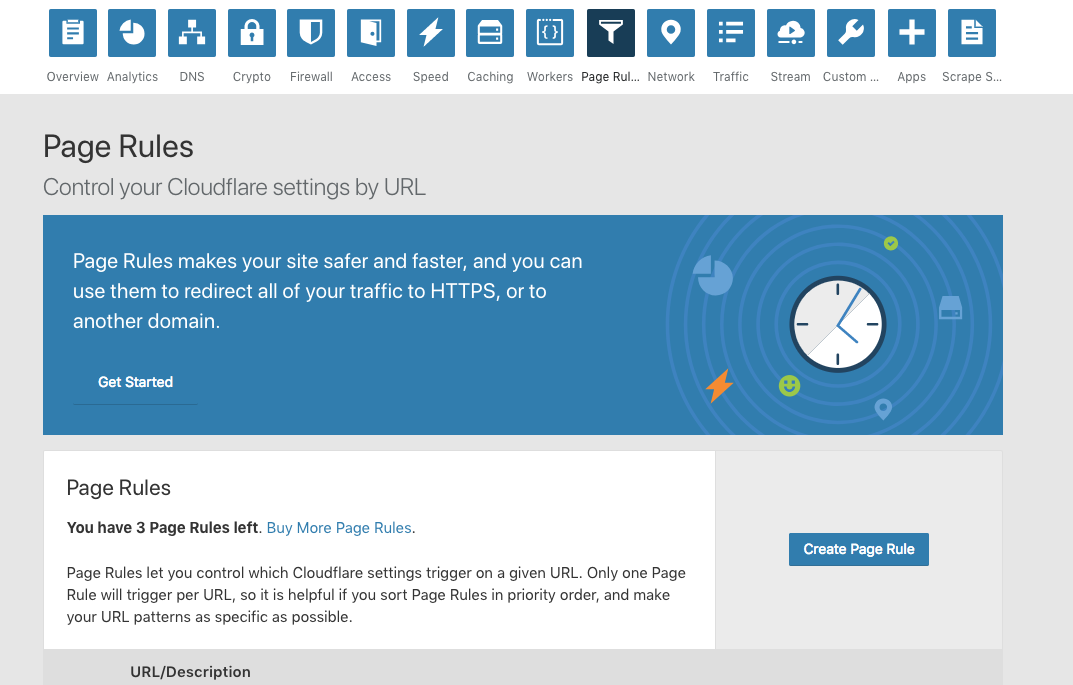 Overview Analytics DNS Crypto Firewall Access Speed Caching Workers Page Rul... Network Traffic Stream Custom ... Apps Scrape S...
Page Rules
Control your Cloudflare settings by URL
Page Rules makes your site safer and faster, and you can
use them to redirect all of your traffic to HTTPS, or to
another domain.
Get Started
Page Rules
You have 3 Page Rules left. Buy More Page Rules.
Create Page Rule
Page Rules let you control which Cloudflare settings trigger on a given URL. Only one Page
Rule will trigger per URL, so it is helpful if you sort Page Rules in priority order, and make
your URL patterns as specific as possible.
URL/Description